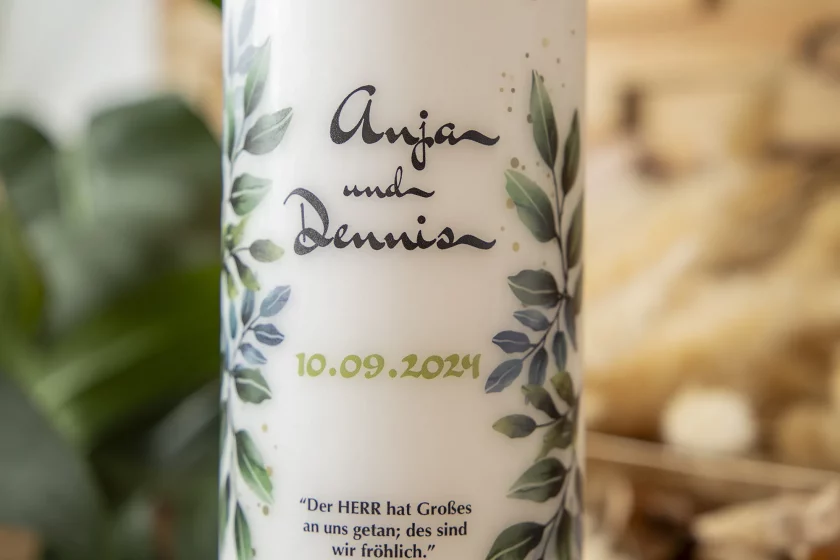 Anja
und
Dennis
10.09.2024
“Der HERR hat Großes
an uns getan; des sind
wir fröhlich.”